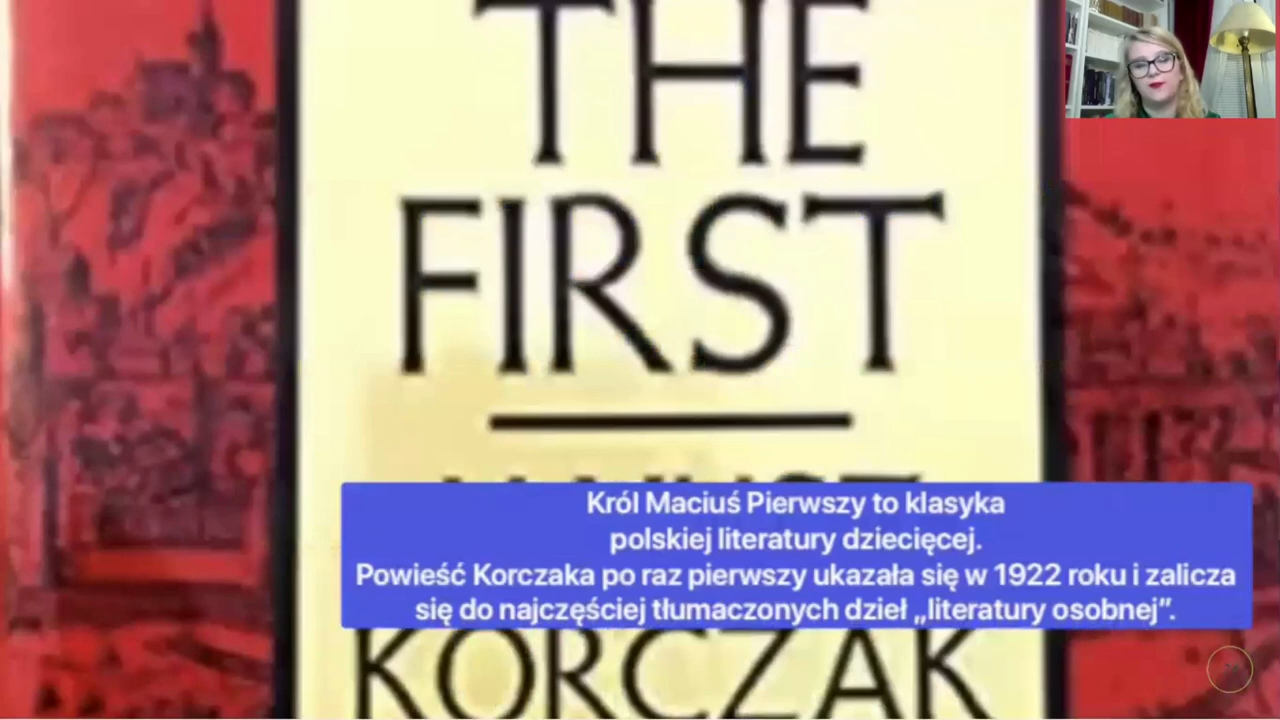 THE
FIRST
Król Maciuś Pierwszy to klasyka
polskiej literatury dziecięcej.
Powieść Korczaka po raz pierwszy ukazała się w 1922 roku i zalicza
się do najczęściej tłumaczonych dzieł „literatury osobnej”.
KORCZAK